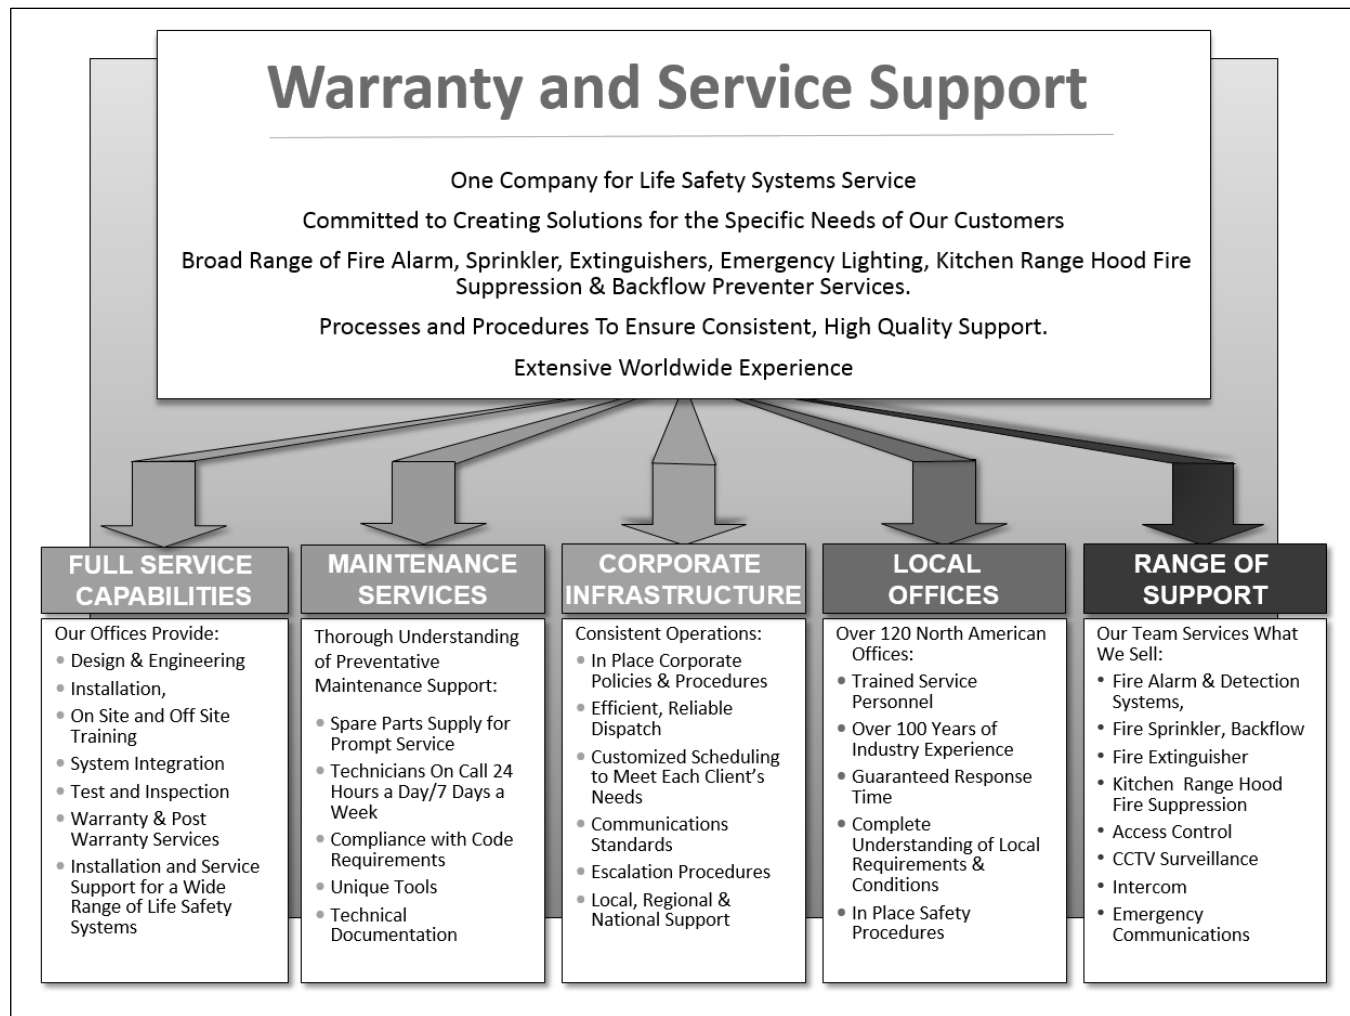 Warranty and Service Support
One Company for Life Safety Systems Service
Committed to Creating Solutions for the Specific Needs of Our Customers
Broad Range of Fire Alarm, Sprinkler, Extinguishers, Emergency Lighting, Kitchen Range Hood Fire
Suppression & Backflow Preventer Services.
Processes and Procedures To Ensure Consistent, High Quality Support.
Extensive Worldwide Experience
FULL SERVICE
CAPABILITIES
Our Offices Provide:
• Design & Engineering
• Installation,
• On Site and Off Site
Training
• System Integration
• Test and Inspection
• Warranty & Post
Warranty Services
• Installation and Service
Support for a Wide
Range of Life Safety
Systems
MAINTENANCE
SERVICES
Thorough Understanding
of Preventative
Maintenance Support:
• Spare Parts Supply for
Prompt Service
• Technicians On Call 24
Hours a Day/7 Days a
Week
• Compliance with Code
Requirements
• Unique Tools
• Technical
Documentation
CORPORATE
INFRASTRUCTURE
Consistent Operations:
• In Place Corporate
Policies & Procedures
• Efficient, Reliable
Dispatch
• Customized Scheduling
to Meet Each Client’s
Needs
• Communications
Standards
• Escalation Procedures
• Local, Regional &
National Support
LOCAL
OFFICES
Over 120 North American
Offices:
• Trained Service
Personnel
• Over 100 Years of
Industry Experience
• Guaranteed Response
Time
• Complete
Understanding of Local
Requirements &
Conditions
• In Place Safety
Procedures
RANGE OF
SUPPORT
Our Team Services What
We Sell:
• Fire Alarm & Detection
Systems,
• Fire Sprinkler, Backflow
• Fire Extinguisher
• Kitchen Range Hood
Fire Suppression
• Access Control
• CCTV Surveillance
• Intercom
• Emergency
Communications